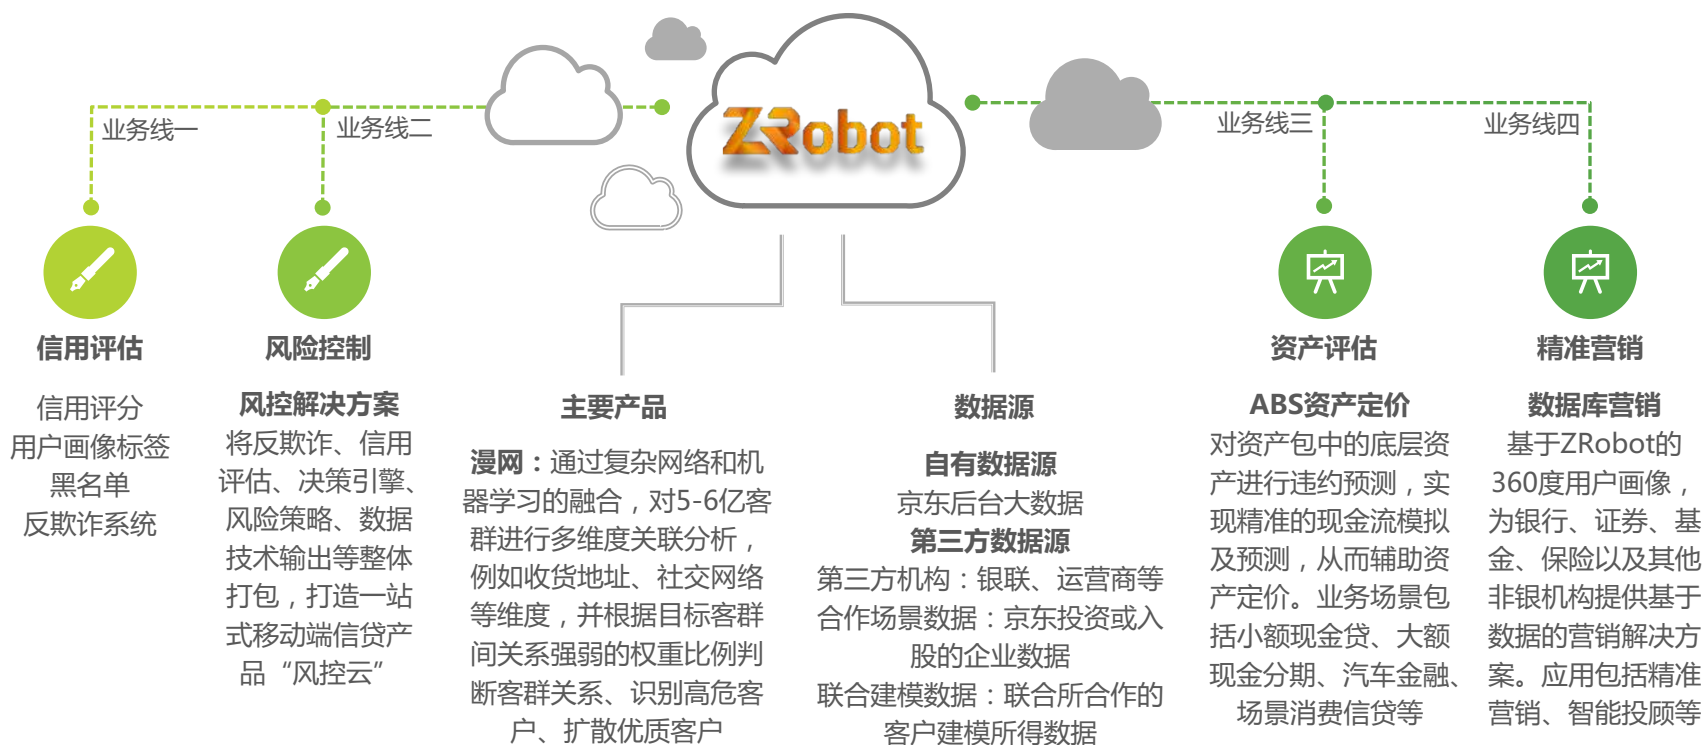 ZRobot
业务线一
业务线二
业务线三
业务线四
信用评估
信用评分
用户画像标签
黑名单
反欺诈系统
风险控制
风控解决方案
将反欺诈、信用
评估、决策引擎、
风险策略、数据
技术输出等整体
打包，打造一站
式移动端信贷产
品“风控云”
主要产品
漫网：通过复杂网络和机
器学习的融合，对5-6亿客
群进行多维度关联分析，
例如收货地址、社交网络
等维度，并根据目标客群
间关系强弱的权重比例判
断客群关系、识别高危客
户、扩散优质客户
数据源
自有数据源
京东后台大数据
第三方数据源
第三方机构：银联、运营商等
合作场景数据：京东投资或入
股的企业数据
联合建模数据：联合所合作的
客户建模所得数据
资产评估
ABS资产定价
对资产包中的底层资
产进行违约预测，实
现精准的现金流模拟
及预测，从而辅助资
产定价。业务场景包
括小额现金贷、大额
现金分期、汽车金融、
场景消费信贷等
精准营销
数据库营销
基于ZRobot的
360度用户画像，
为银行、证券、基
金、保险以及其他
非银机构提供基于
数据的营销解决方
案。应用包括精准
营销、智能投顾等